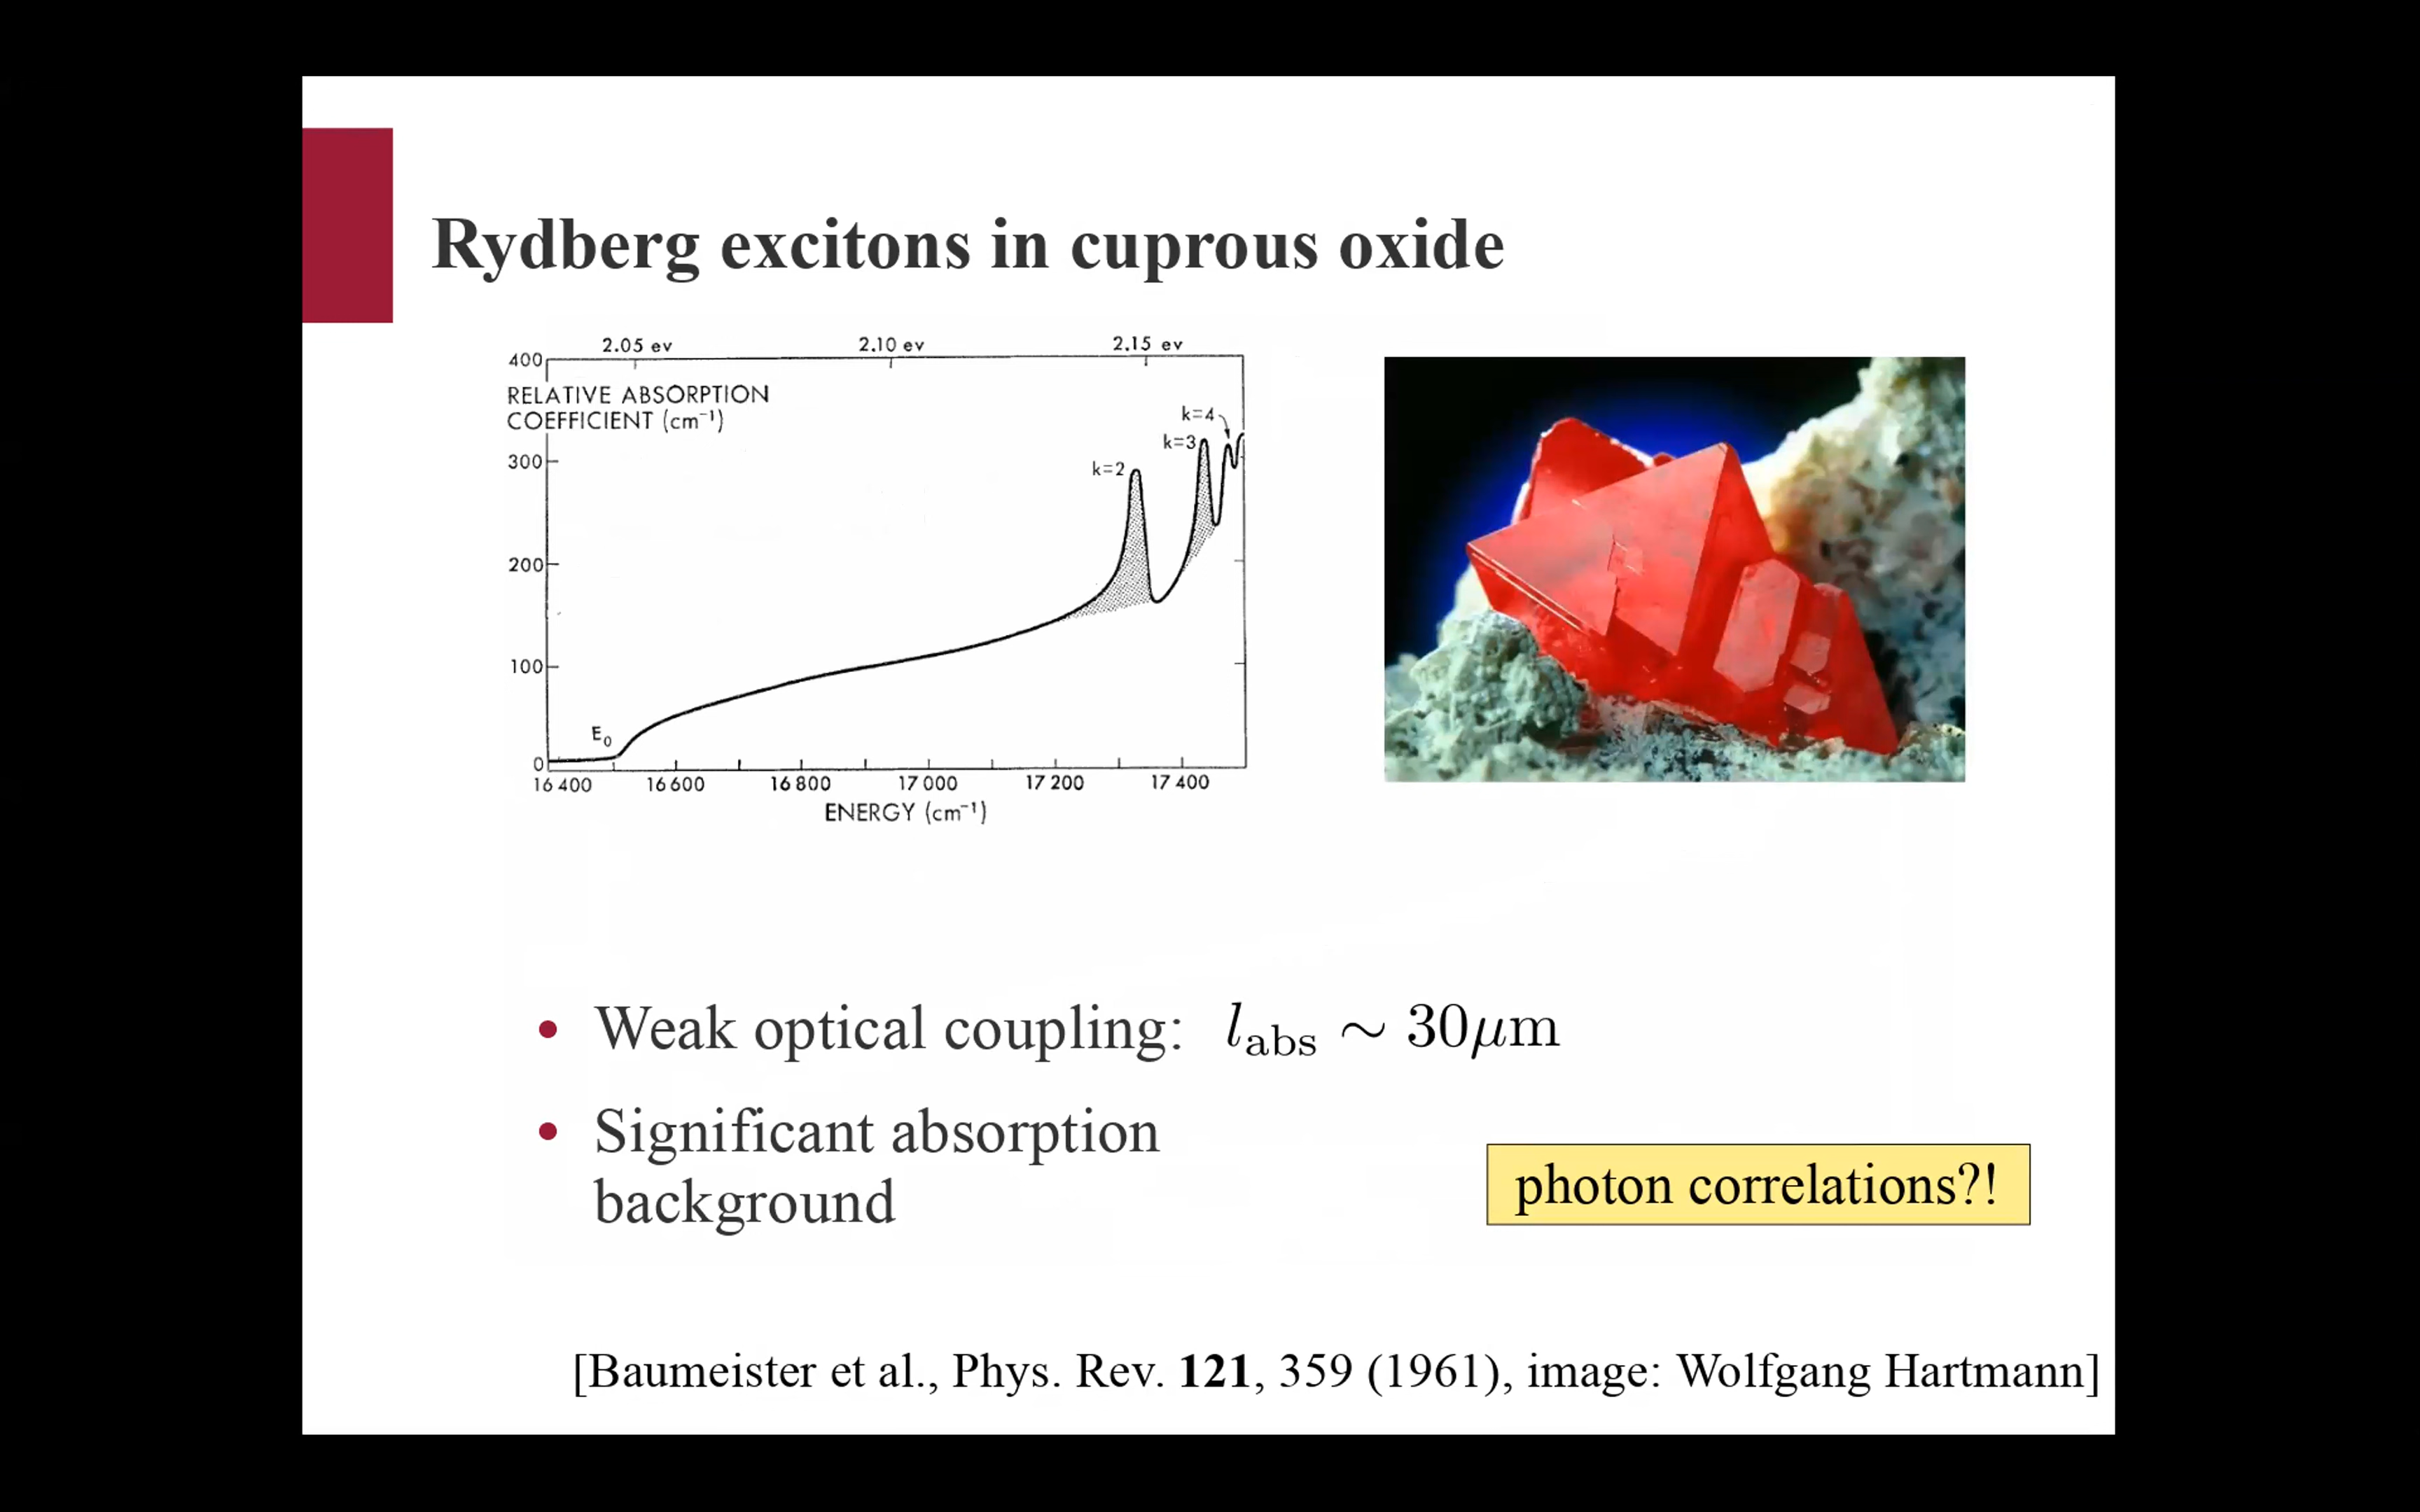 Rydberg excitons in cuprous oxide
2.05 ev 2.10 ev 2.15 ev
400
RELATIVE ABSORPTION
COEFFICIENT (cm⁻¹)
k=4
k=3
300
k=2
200
100
E₀
0
16 400 16 600 16 800 17 000 17 200 17 400
ENERGY (cm⁻¹)
• Weak optical coupling: l_abs ∼ 30μm
• Significant absorption
background
photon correlations?!
[Baumeister et al., Phys. Rev. 121, 359 (1961), image: Wolfgang Hartmann]